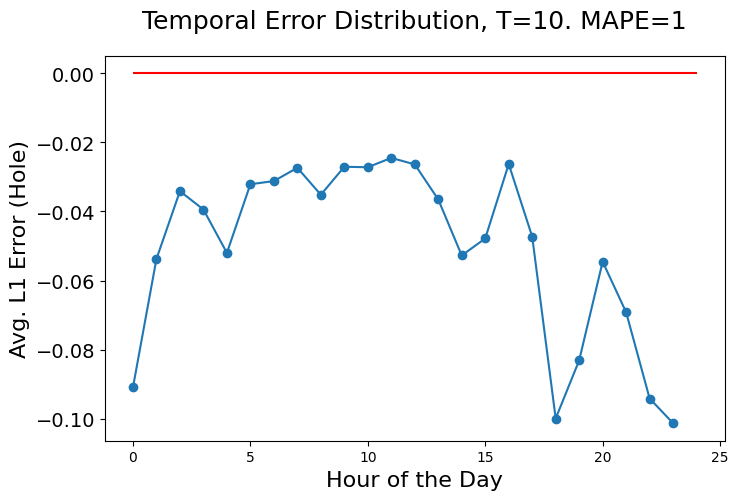 Temporal Error Distribution, T=10. MAPE=1
0.00
−0.02
−0.04
−0.06
−0.08
−0.10
Avg. L1 Error (Hole)
0 5 10 15 20 25
Hour of the Day